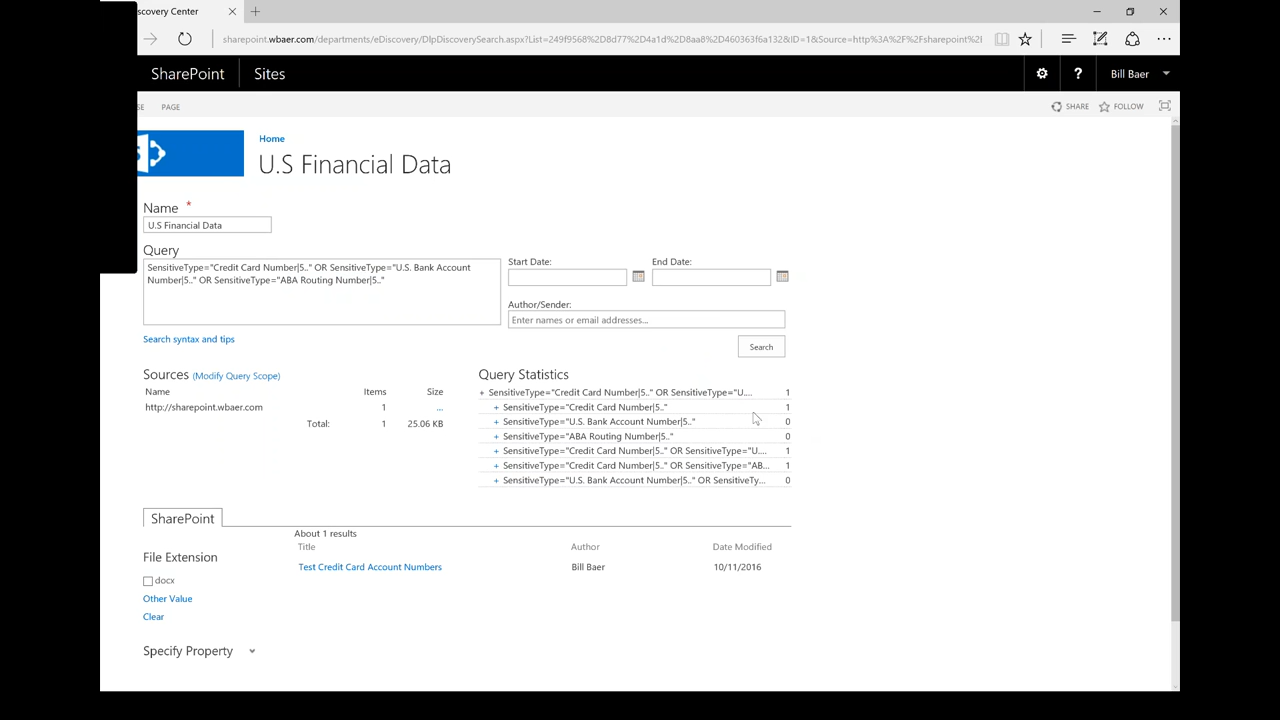 scovery Center
sharepoint.wbaer.com/departments/eDiscovery/DlpDiscoverySearch.aspx?List=249f9568%2D8d77%2D4a1d%2D8aa8%2D460363f6a132&ID=1&Source=http%3A%2F%2Fsharepoint%2
SharePoint Sites ? Bill Baer
SE PAGE SHARE FOLLOW
Home
U.S Financial Data
Name *
U.S Financial Data
Query
SensitiveType="Credit Card Number|5.." OR SensitiveType="U.S. Bank Account
Number|5.." OR SensitiveType="ABA Routing Number|5.."
Start Date: End Date:
Author/Sender:
Enter names or email addresses...
Search syntax and tips
Search
Sources (Modify Query Scope)
Name Items Size
http://sharepoint.wbaer.com 1 ...
Total: 1 25.06 KB
Query Statistics
+ SensitiveType="Credit Card Number|5.." OR SensitiveType="U.... 1
+ SensitiveType="Credit Card Number|5.." 1
+ SensitiveType="U.S. Bank Account Number|5.." 0
+ SensitiveType="ABA Routing Number|5.." 0
+ SensitiveType="Credit Card Number|5.." OR SensitiveType="U.... 1
+ SensitiveType="Credit Card Number|5.." OR SensitiveType="AB... 1
+ SensitiveType="U.S. Bank Account Number|5.." OR SensitiveTy... 0
SharePoint
About 1 results
Title Author Date Modified
Test Credit Card Account Numbers Bill Baer 10/11/2016
File Extension
docx
Other Value
Clear
Specify Property